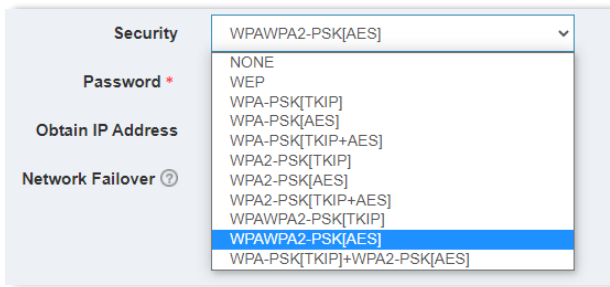 Security WPAWPA2-PSK[AES]
NONE
WEP
Password *
WPA-PSK[TKIP]
WPA-PSK[AES]
Obtain IP Address
WPA-PSK[TKIP+AES]
WPA2-PSK[TKIP]
Network Failover ?
WPA2-PSK[AES]
WPA2-PSK[TKIP+AES]
WPAWPA2-PSK[TKIP]
WPAWPA2-PSK[AES]
WPA-PSK[TKIP]+WPA2-PSK[AES]